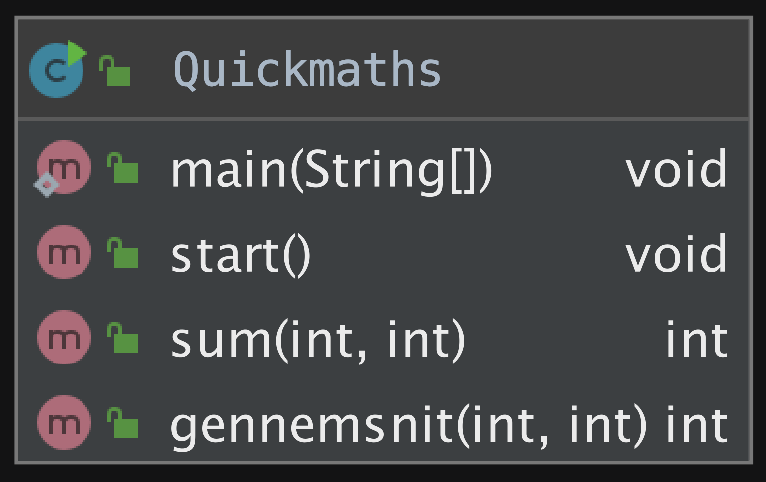 C Quickmaths
m main(String[]) void
m start() void
m sum(int, int) int
m gennemsnit(int, int) int